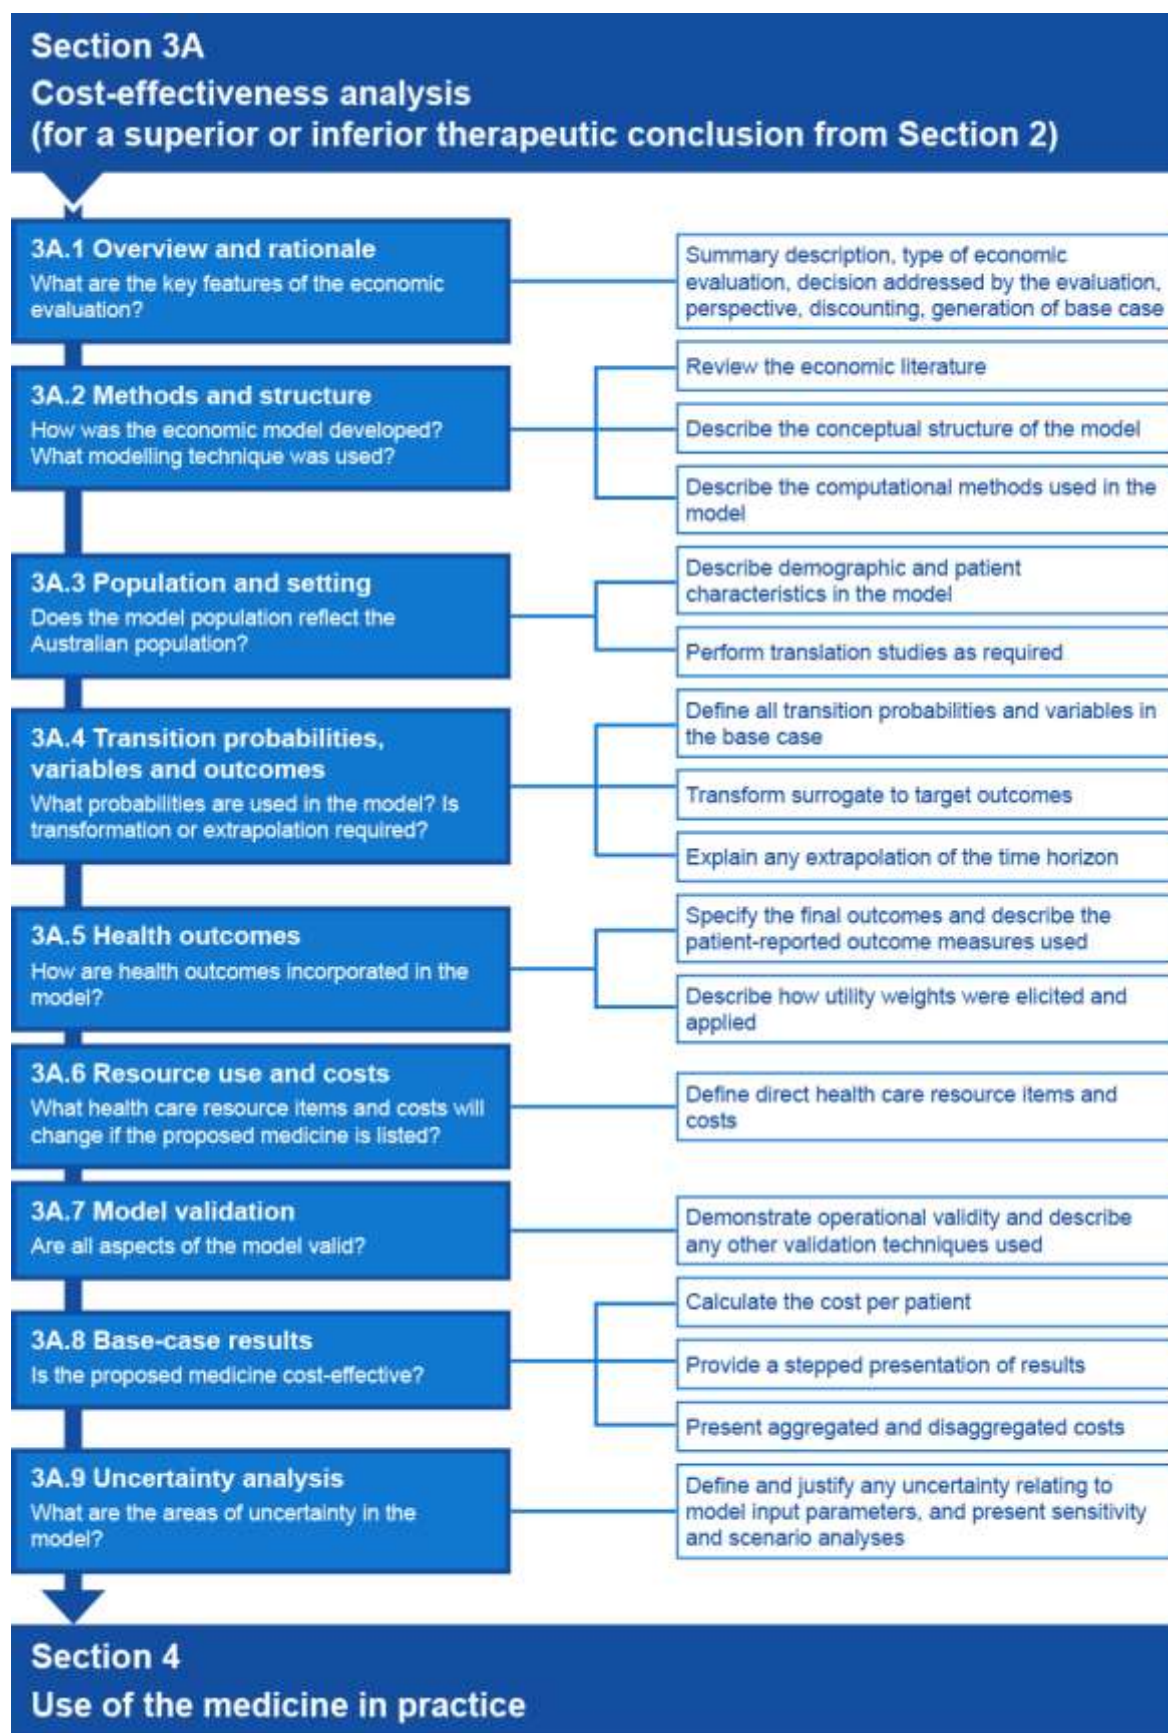 Section 3A
Cost-effectiveness analysis
(for a superior or inferior therapeutic conclusion from Section 2)
3A.1 Overview and rationale
What are the key features of the economic
evaluation?
Summary description, type of economic
evaluation, decision addressed by the evaluation,
perspective, discounting, generation of base case
3A.2 Methods and structure
How was the economic model developed?
What modelling technique was used?
Review the economic literature
Describe the conceptual structure of the model
Describe the computational methods used in the
model
3A.3 Population and setting
Does the model population reflect the
Australian population?
Describe demographic and patient
characteristics in the model
Perform translation studies as required
3A.4 Transition probabilities,
variables and outcomes
What probabilities are used in the model? Is
transformation or extrapolation required?
Define all transition probabilities and variables in
the base case
Transform surrogate to target outcomes
Explain any extrapolation of the time horizon
3A.5 Health outcomes
How are health outcomes incorporated in the
model?
Specify the final outcomes and describe the
patient-reported outcome measures used
Describe how utility weights were elicited and
applied
3A.6 Resource use and costs
What health care resource items and costs will
change if the proposed medicine is listed?
Define direct health care resource items and
costs
3A.7 Model validation
Are all aspects of the model valid?
Demonstrate operational validity and describe
any other validation techniques used
3A.8 Base-case results
Is the proposed medicine cost-effective?
Calculate the cost per patient
Provide a stepped presentation of results
Present aggregated and disaggregated costs
3A.9 Uncertainty analysis
What are the areas of uncertainty in the
model?
Define and justify any uncertainty relating to
model input parameters, and present sensitivity
and scenario analyses
Section 4
Use of the medicine in practice